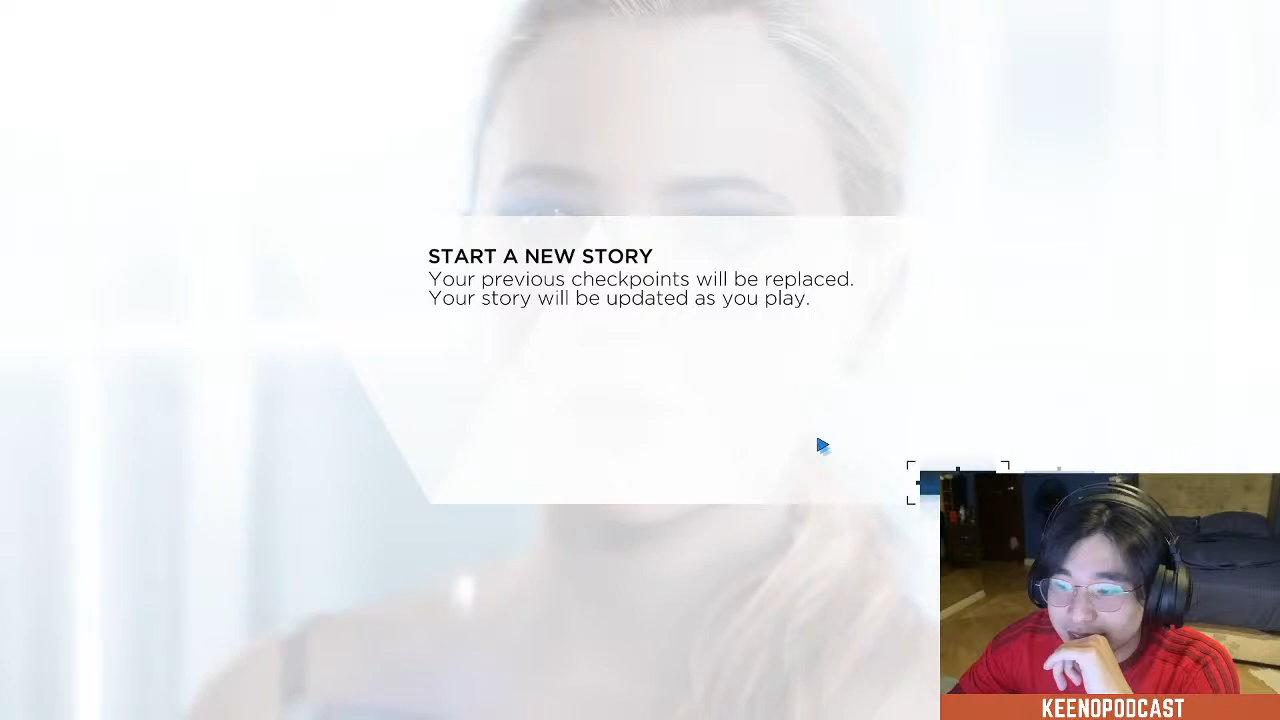 START A NEW STORY
Your previous checkpoints will be replaced.
Your story will be updated as you play.
KEENOPODCAST